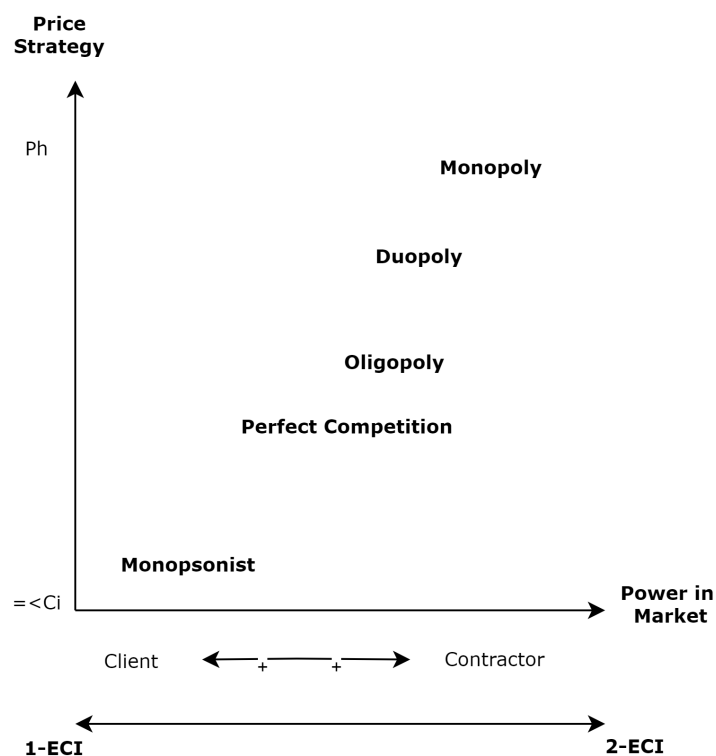 Price
Strategy
Ph
Monopoly
Duopoly
Oligopoly
Perfect Competition
Monopsonist
=<Ci
Power in
Market
Client
+ +
Contractor
1-ECI
2-ECI